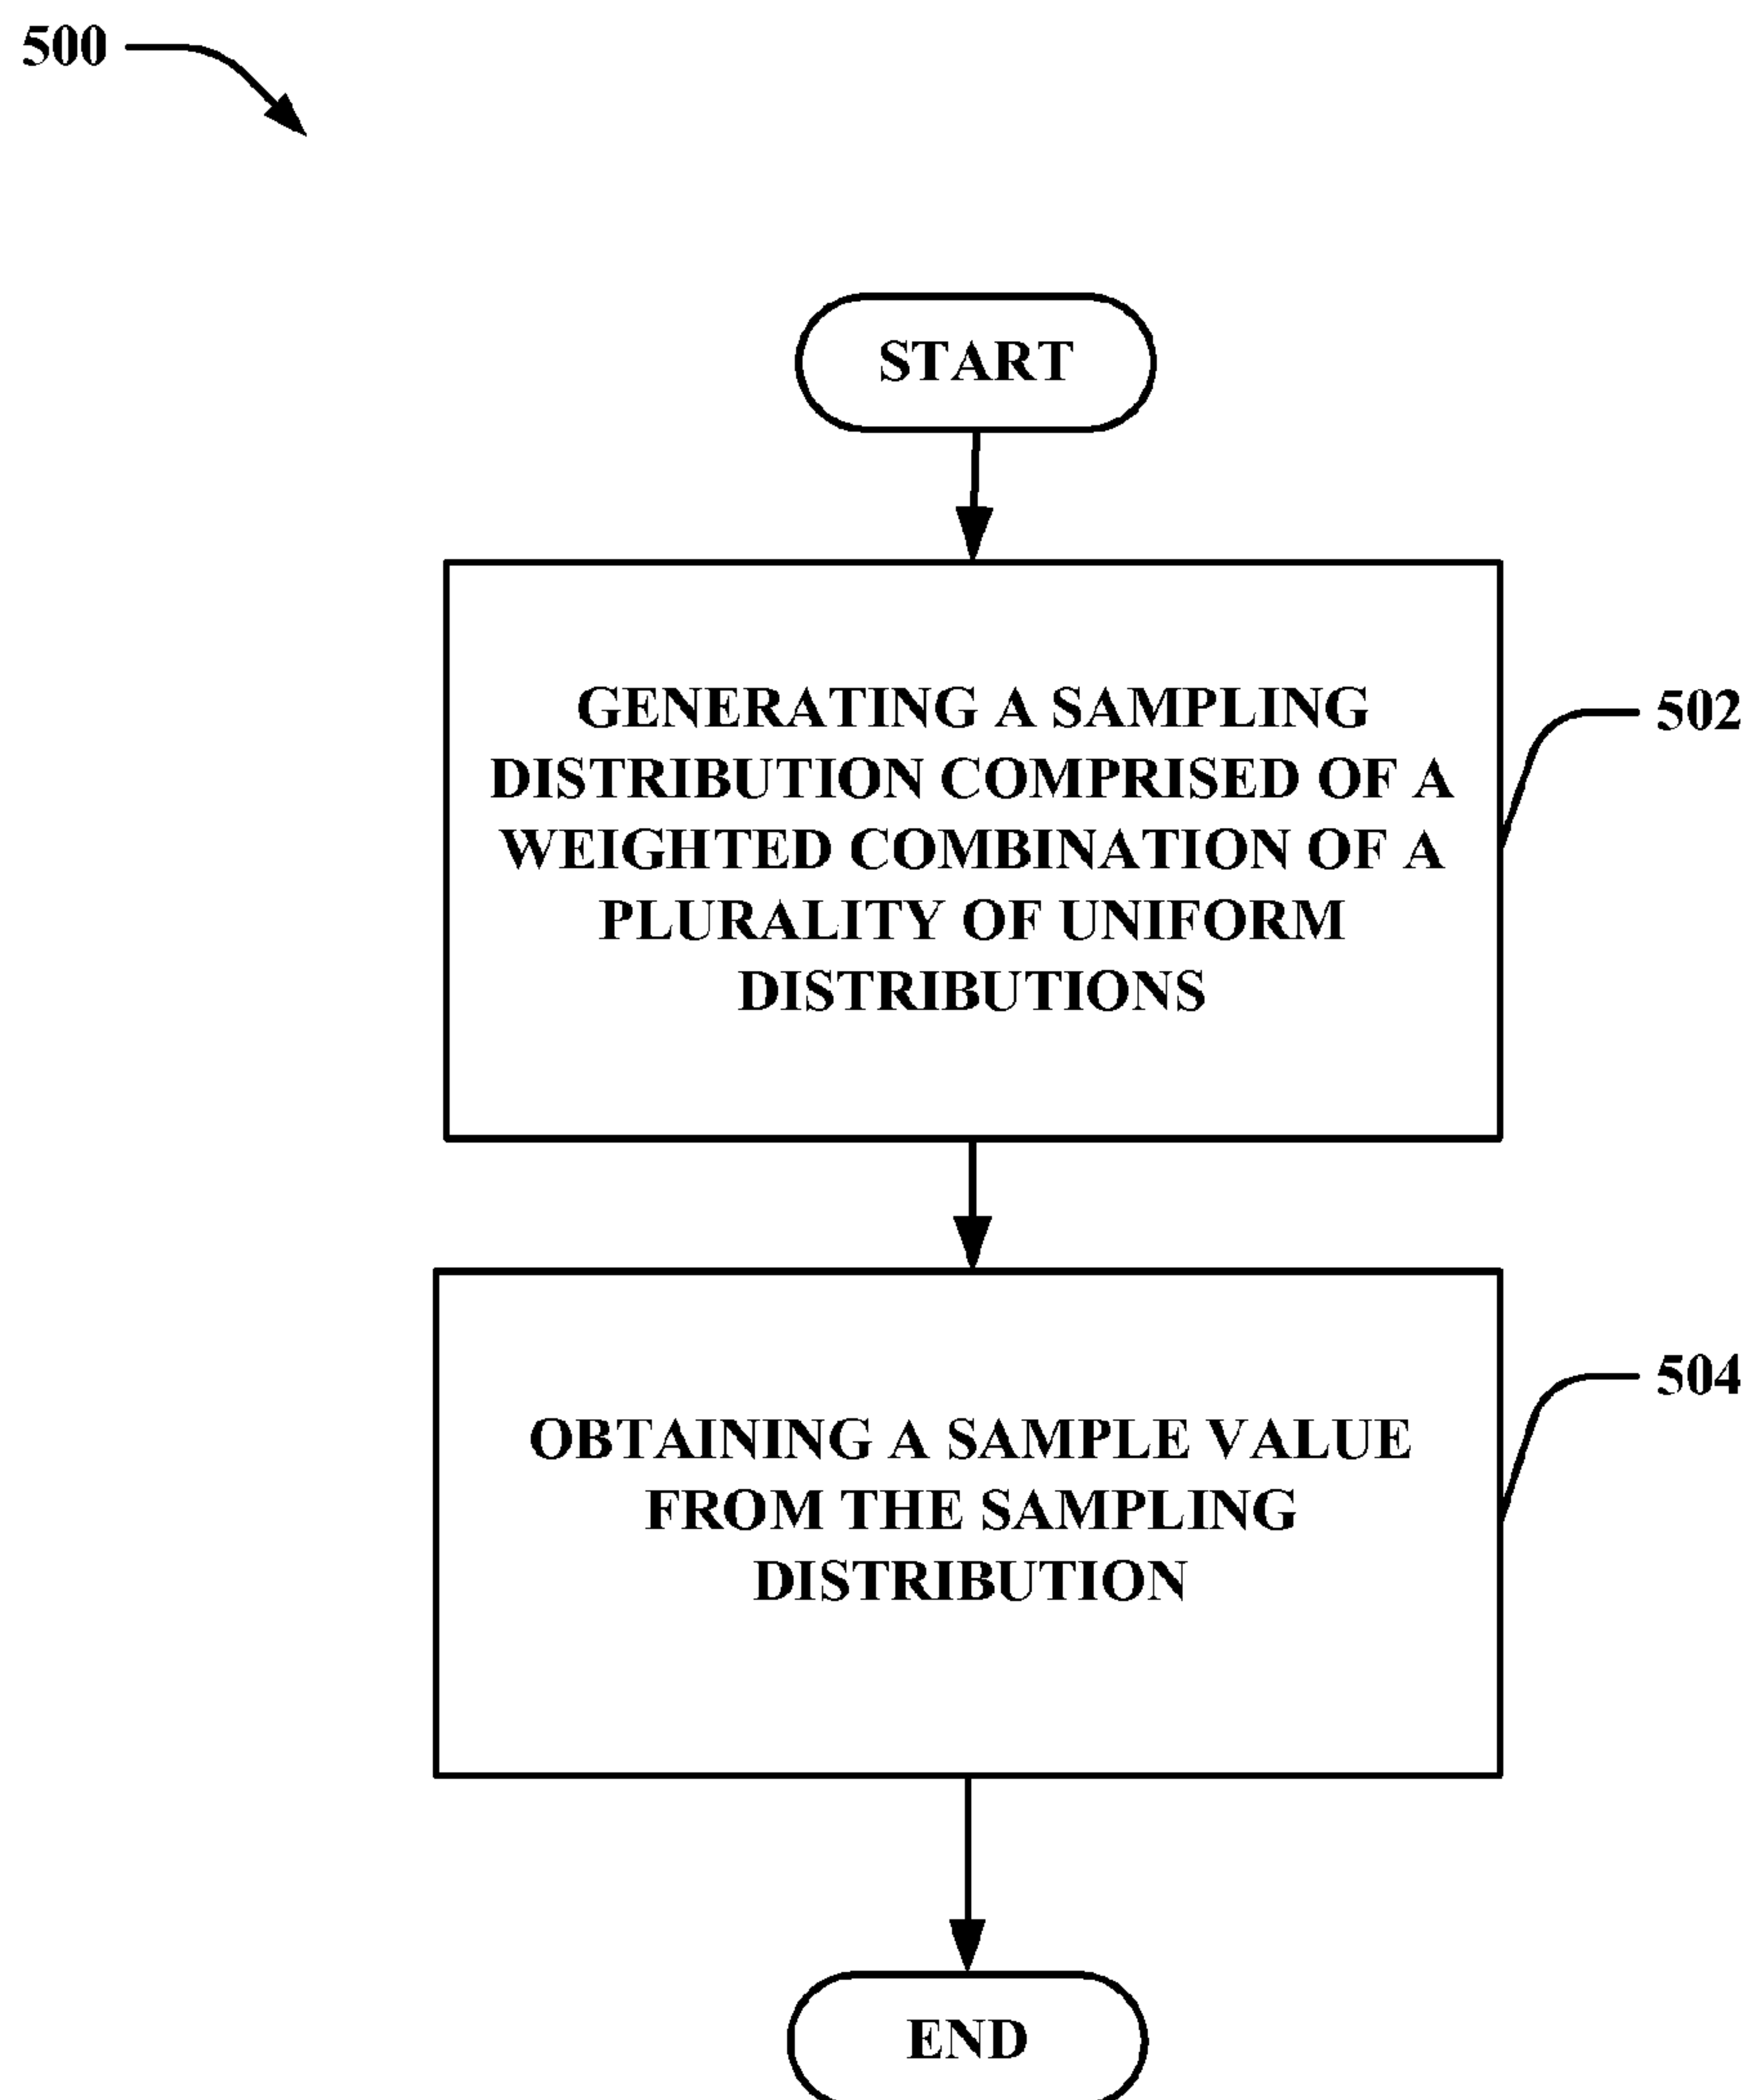 500
START
GENERATING A SAMPLING
DISTRIBUTION COMPRISED OF A
WEIGHTED COMBINATION OF A
PLURALITY OF UNIFORM
DISTRIBUTIONS
502
OBTAINING A SAMPLE VALUE
FROM THE SAMPLING
DISTRIBUTION
504
END